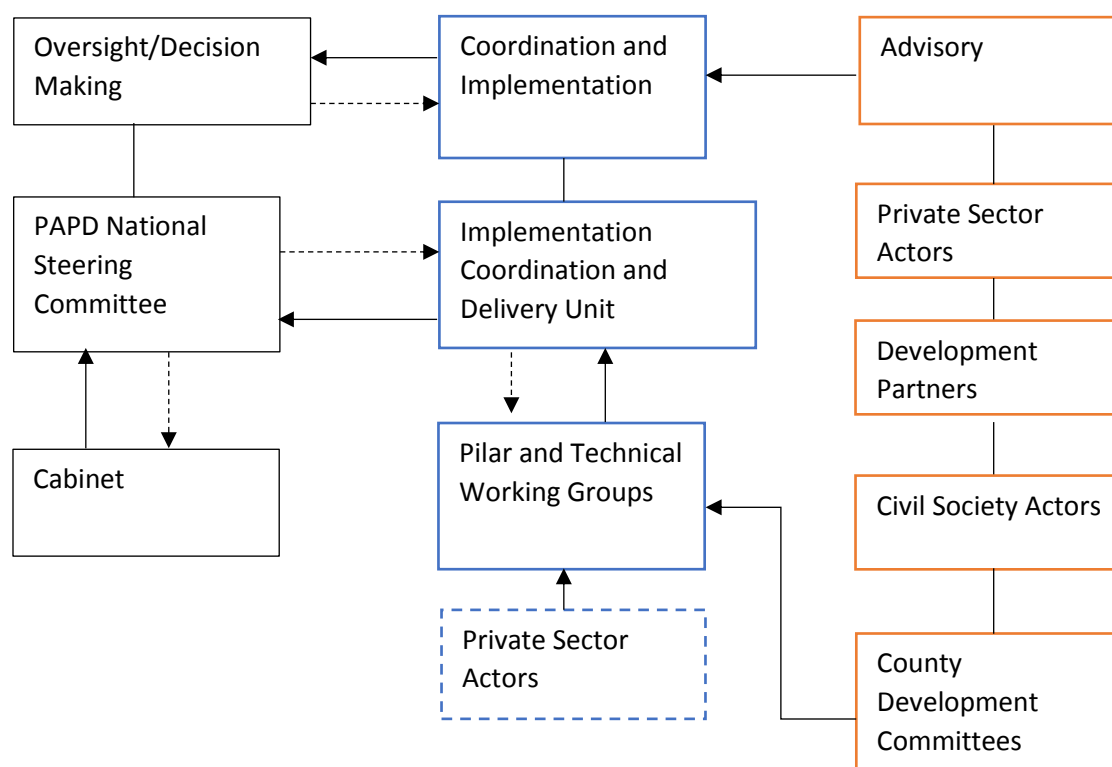 Oversight/Decision
Making
Coordination and
Implementation
Advisory
PAPD National
Steering
Committee
Implementation
Coordination and
Delivery Unit
Private Sector
Actors
Development
Partners
Cabinet
Pilar and Technical
Working Groups
Civil Society Actors
Private Sector
Actors
County
Development
Committees